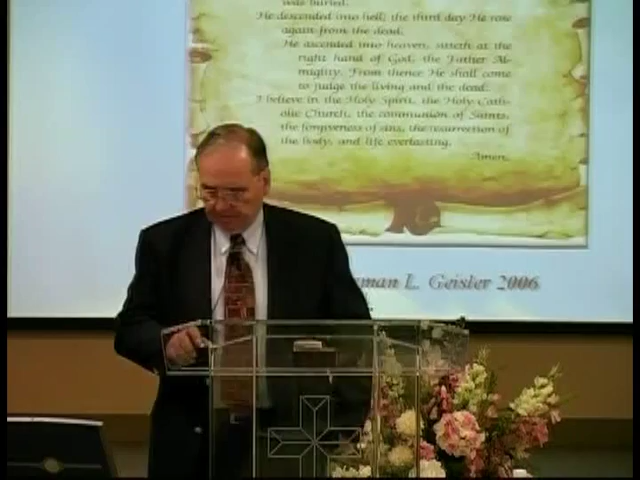 was buried.
He descended into hell; the third day He rose
again from the dead.
He ascended into heaven, sitteth at the
right hand of God, the Father Al-
mighty. From thence He shall come
to judge the living and the dead.
I believe in the Holy Spirit, the Holy Cath-
olic Church, the communion of Saints,
the forgiveness of sins, the resurrection of
the body, and life everlasting.
Amen.
man L. Geisler 2006